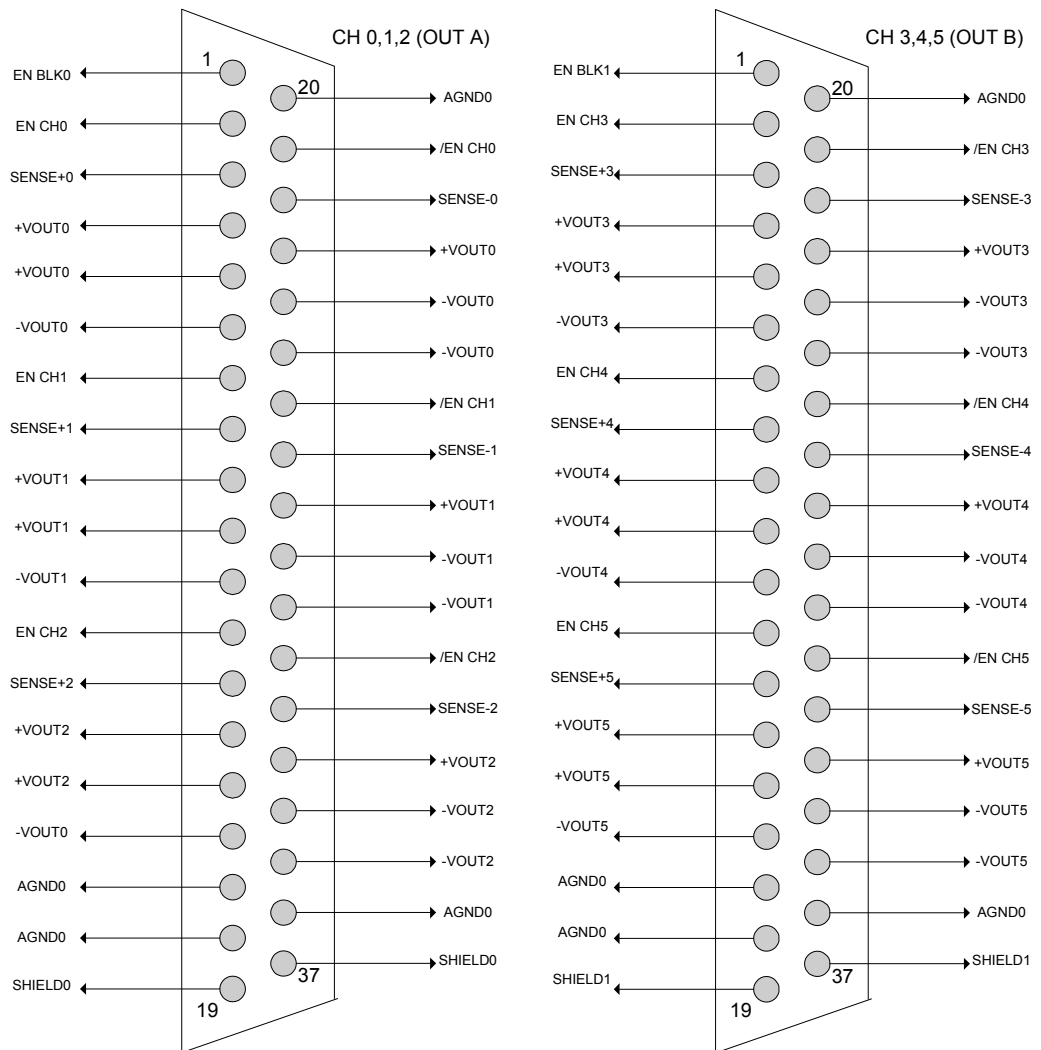 CH 0,1,2 (OUT A)
1
EN BLK0
20
AGND0
EN CH0
/EN CH0
SENSE+0
SENSE-0
+VOUT0
+VOUT0
+VOUT0
-VOUT0
-VOUT0
-VOUT0
EN CH1
/EN CH1
SENSE+1
SENSE-1
+VOUT1
+VOUT1
+VOUT1
-VOUT1
-VOUT1
-VOUT1
EN CH2
/EN CH2
SENSE+2
SENSE-2
+VOUT2
+VOUT2
+VOUT2
-VOUT2
-VOUT0
-VOUT2
AGND0
AGND0
AGND0
SHIELD0
37
SHIELD0
19
CH 3,4,5 (OUT B)
1
EN BLK1
20
AGND0
EN CH3
/EN CH3
SENSE+3
SENSE-3
+VOUT3
+VOUT3
+VOUT3
-VOUT3
-VOUT3
-VOUT3
EN CH4
/EN CH4
SENSE+4
SENSE-4
+VOUT4
+VOUT4
+VOUT4
-VOUT4
-VOUT4
-VOUT4
EN CH5
/EN CH5
SENSE+5
SENSE-5
+VOUT5
+VOUT5
+VOUT5
-VOUT5
-VOUT5
-VOUT5
AGND0
AGND0
AGND0
SHIELD1
37
SHIELD1
19